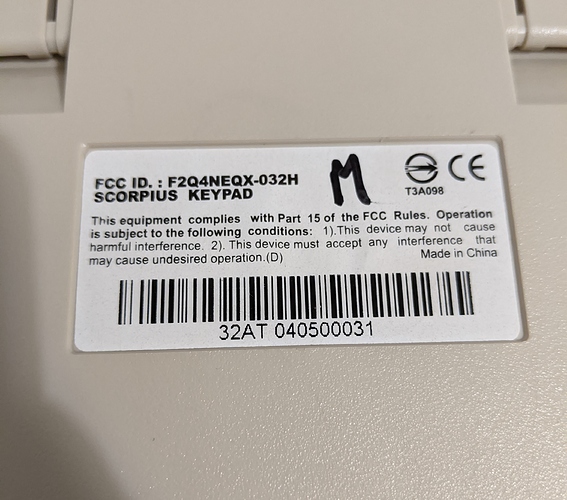 FCC ID. : F2Q4NEQX-032H
SCORPIUS KEYPAD
M
CE
T3A098
This equipment complies with Part 15 of the FCC Rules. Operation
is subject to the following conditions: 1).This device may not cause
harmful interference. 2). This device must accept any interference that
may cause undesired operation.(D)
Made in China
32AT 040500031